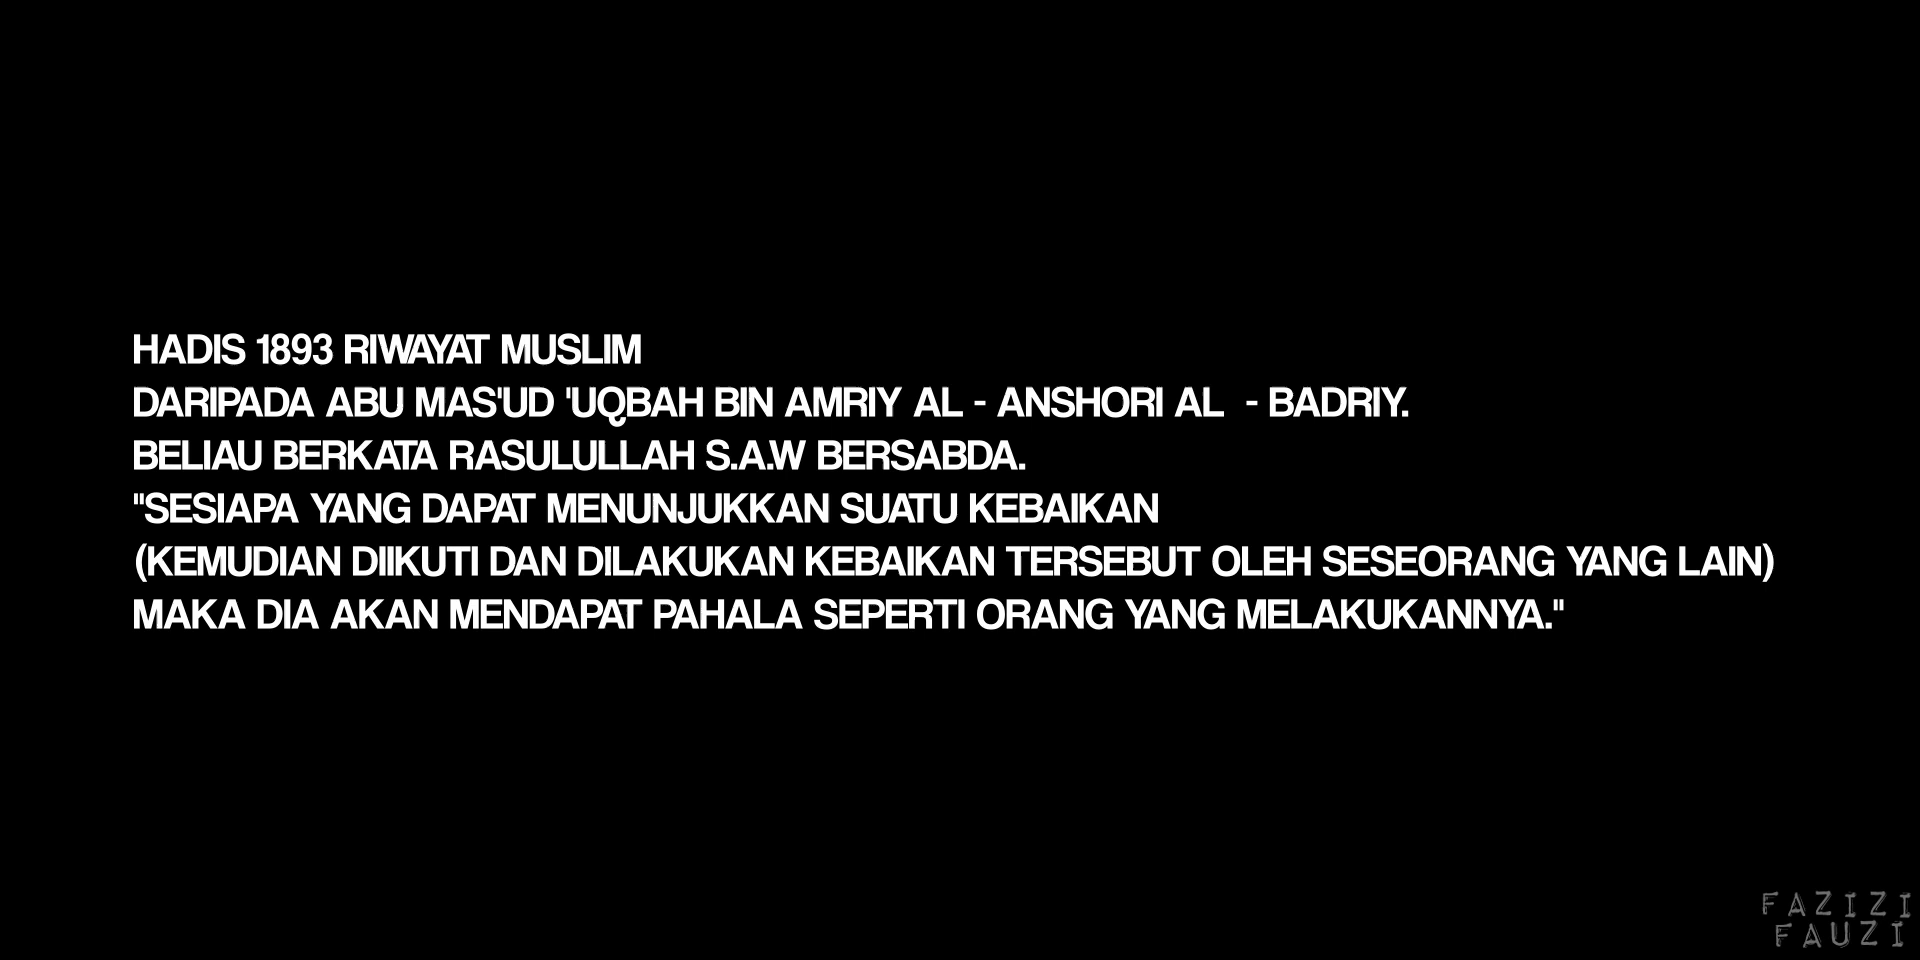 HADIS 1893 RIWAYAT MUSLIM
DARIPADA ABU MAS'UD 'UQBAH BIN AMRIY AL - ANSHORI AL  - BADRIY.
BELIAU BERKATA RASULULLAH S.A.W BERSABDA.
"SESIAPA YANG DAPAT MENUNJUKKAN SUATU KEBAIKAN
(KEMUDIAN DIIKUTI DAN DILAKUKAN KEBAIKAN TERSEBUT OLEH SESEORANG YANG LAIN)
MAKA DIA AKAN MENDAPAT PAHALA SEPERTI ORANG YANG MELAKUKANNYA."
FAZIZI
FAUZI